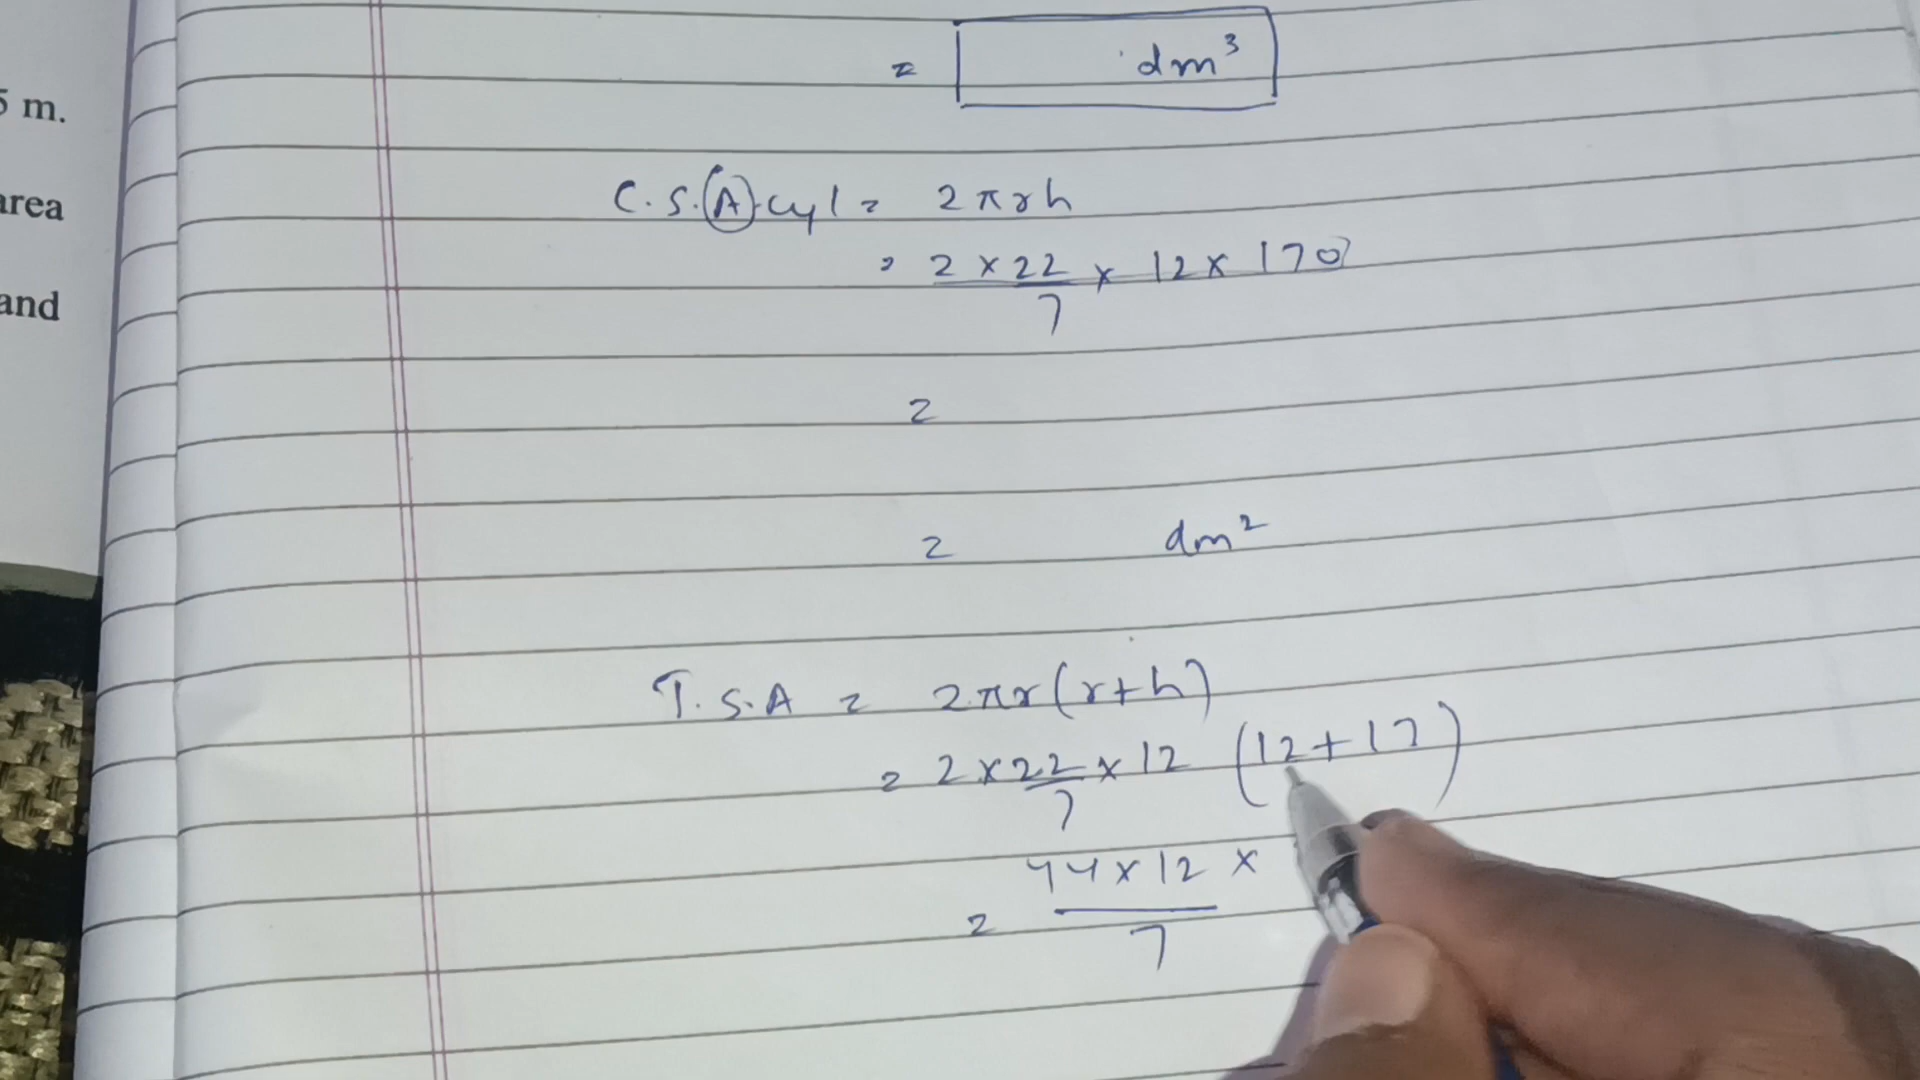 = dm³
5 m.
C.S.(A).cyl = 2πrh
area
= 2 × 22/7 × 12 × 170
and
=
= dm²
T.S.A = 2πr(r+h)
= 2 × 22/7 × 12 (12+17)
= 44 × 12 × / 7